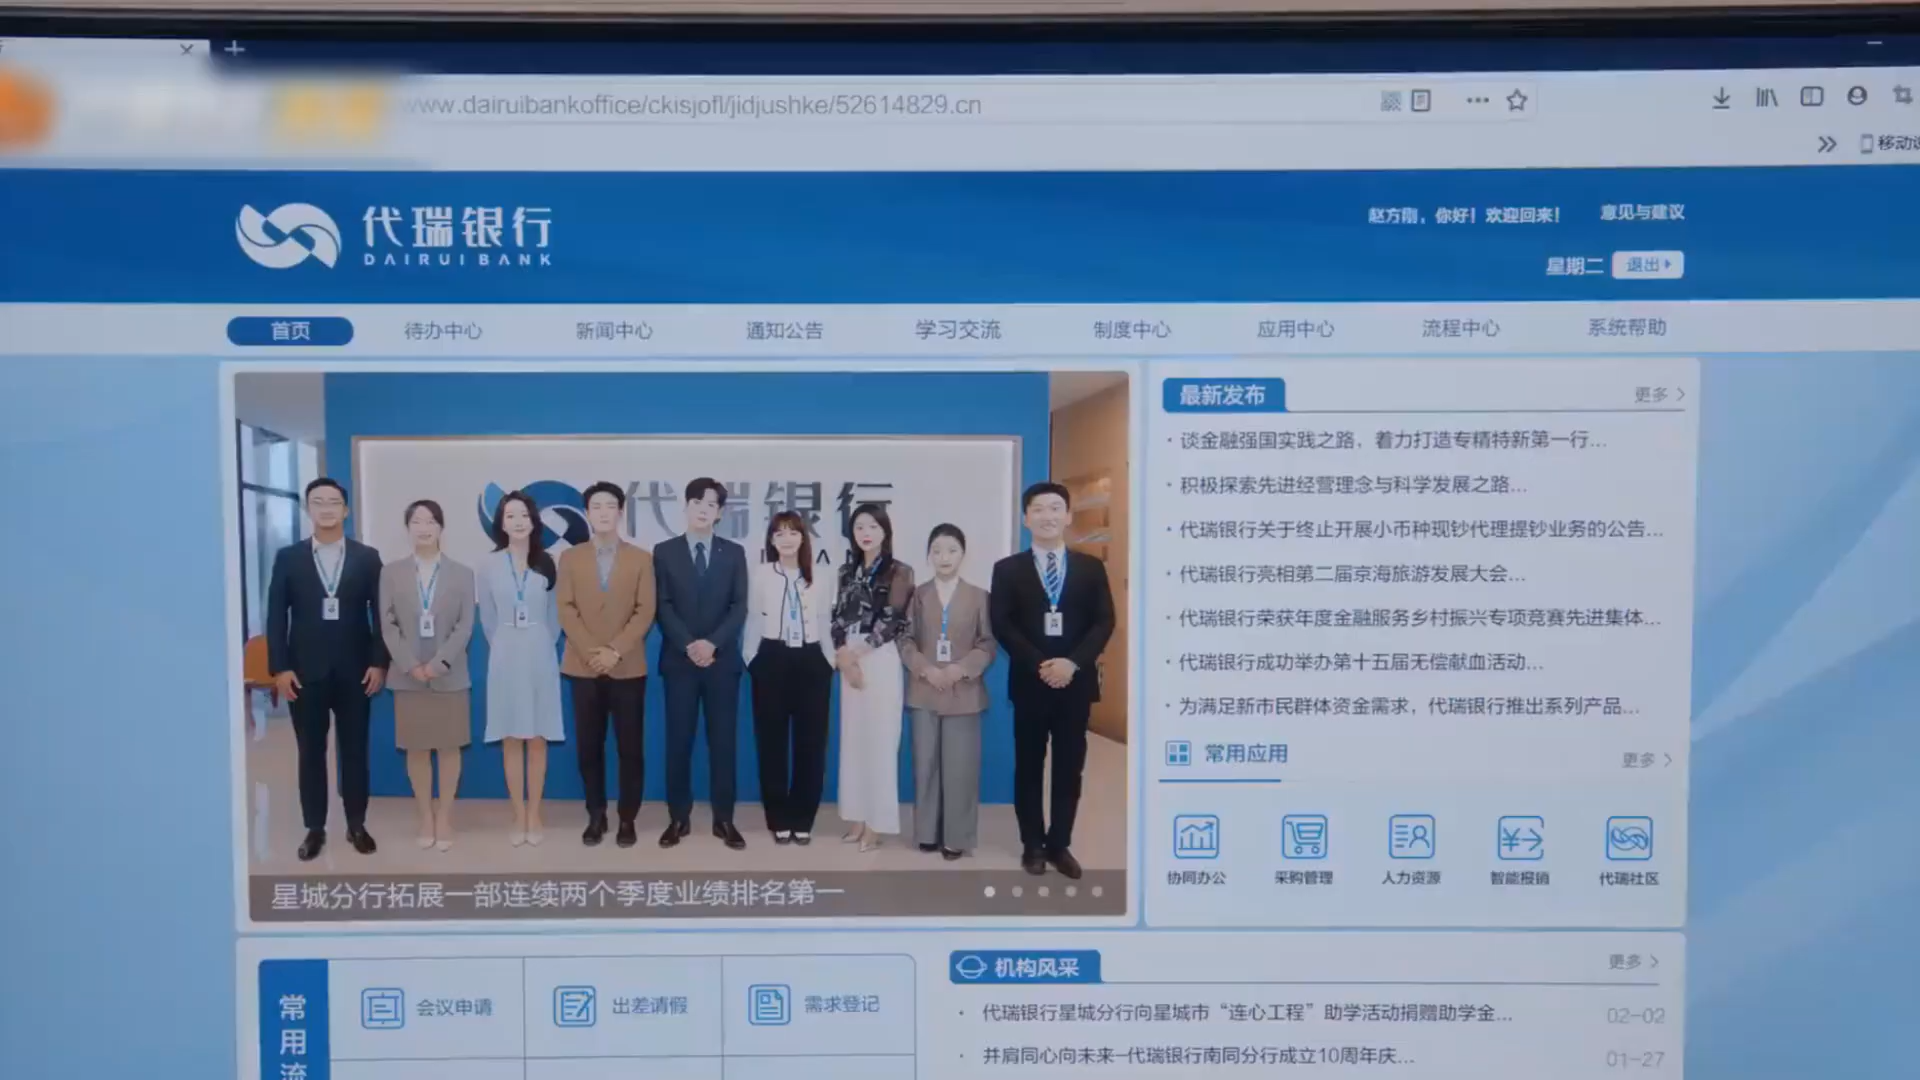 www.dairuibankoffice/ckisjofl/jidjushke/52614829.cn
代瑞银行
DAIRUI BANK
赵方刚，你好！欢迎回来！
意见与建议
星期二
退出
首页
待办中心
新闻中心
通知公告
学习交流
制度中心
应用中心
流程中心
系统帮助
代瑞银行
星城分行拓展一部连续两个季度业绩排名第一
最新发布
更多
· 谈金融强国实践之路，着力打造专精特新第一行...
· 积极探索先进经营理念与科学发展之路...
· 代瑞银行关于终止开展小币种现钞代理提钞业务的公告...
· 代瑞银行亮相第二届京海旅游发展大会...
· 代瑞银行荣获年度金融服务乡村振兴专项竞赛先进集体...
· 代瑞银行成功举办第十五届无偿献血活动...
· 为满足新市民群体资金需求，代瑞银行推出系列产品...
常用应用
更多
协同办公
采购管理
人力资源
智能报销
代瑞社区
常用流
会议申请
出差请假
需求登记
机构风采
更多
· 代瑞银行星城分行向星城市“连心工程”助学活动捐赠助学金...
02-02
· 并肩同心向未来-代瑞银行南同分行成立10周年庆...
01-27